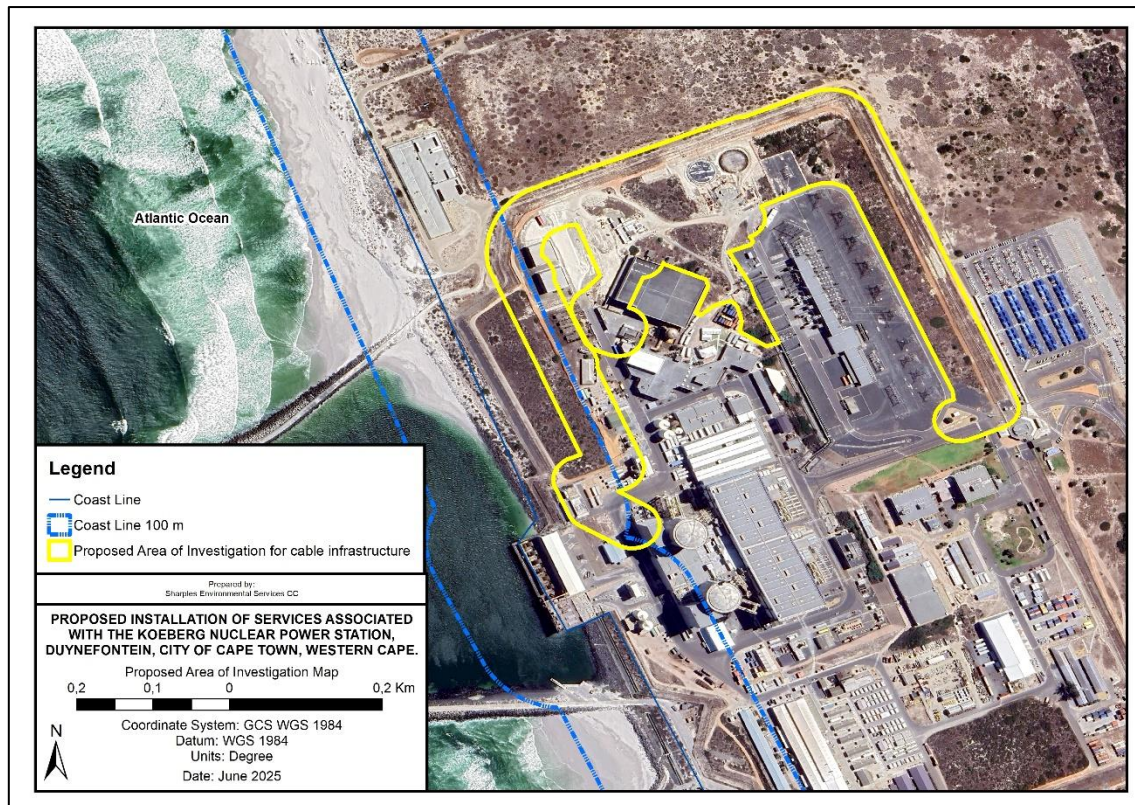 Atlantic Ocean
Legend
Coast Line
Coast Line 100 m
Proposed Area of Investigation for cable infrastructure
Prepared by:
Sharples Environmental Services CC
PROPOSED INSTALLATION OF SERVICES ASSOCIATED
WITH THE KOEBERG NUCLEAR POWER STATION,
DUYNEFONTEIN, CITY OF CAPE TOWN, WESTERN CAPE.
Proposed Area of Investigation Map
0,2 0,1 0 0,2 Km
Coordinate System: GCS WGS 1984
Datum: WGS 1984
Units: Degree
Date: June 2025
N